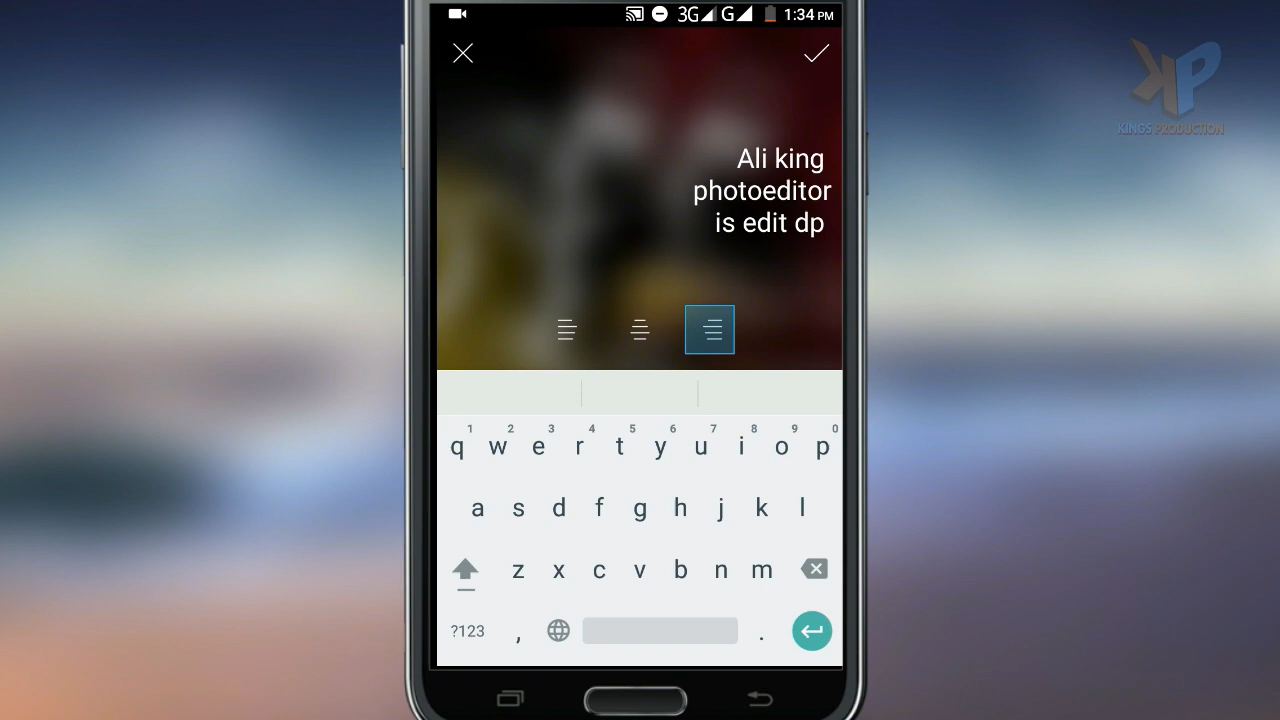 3G G 1:34 PM
KP
KINGS PRODUCTION
Ali king
photoeditor
is edit dp
1 2 3 4 5 6 7 8 9 0
q w e r t y u i o p
a s d f g h j k l
z x c v b n m
?123 , .